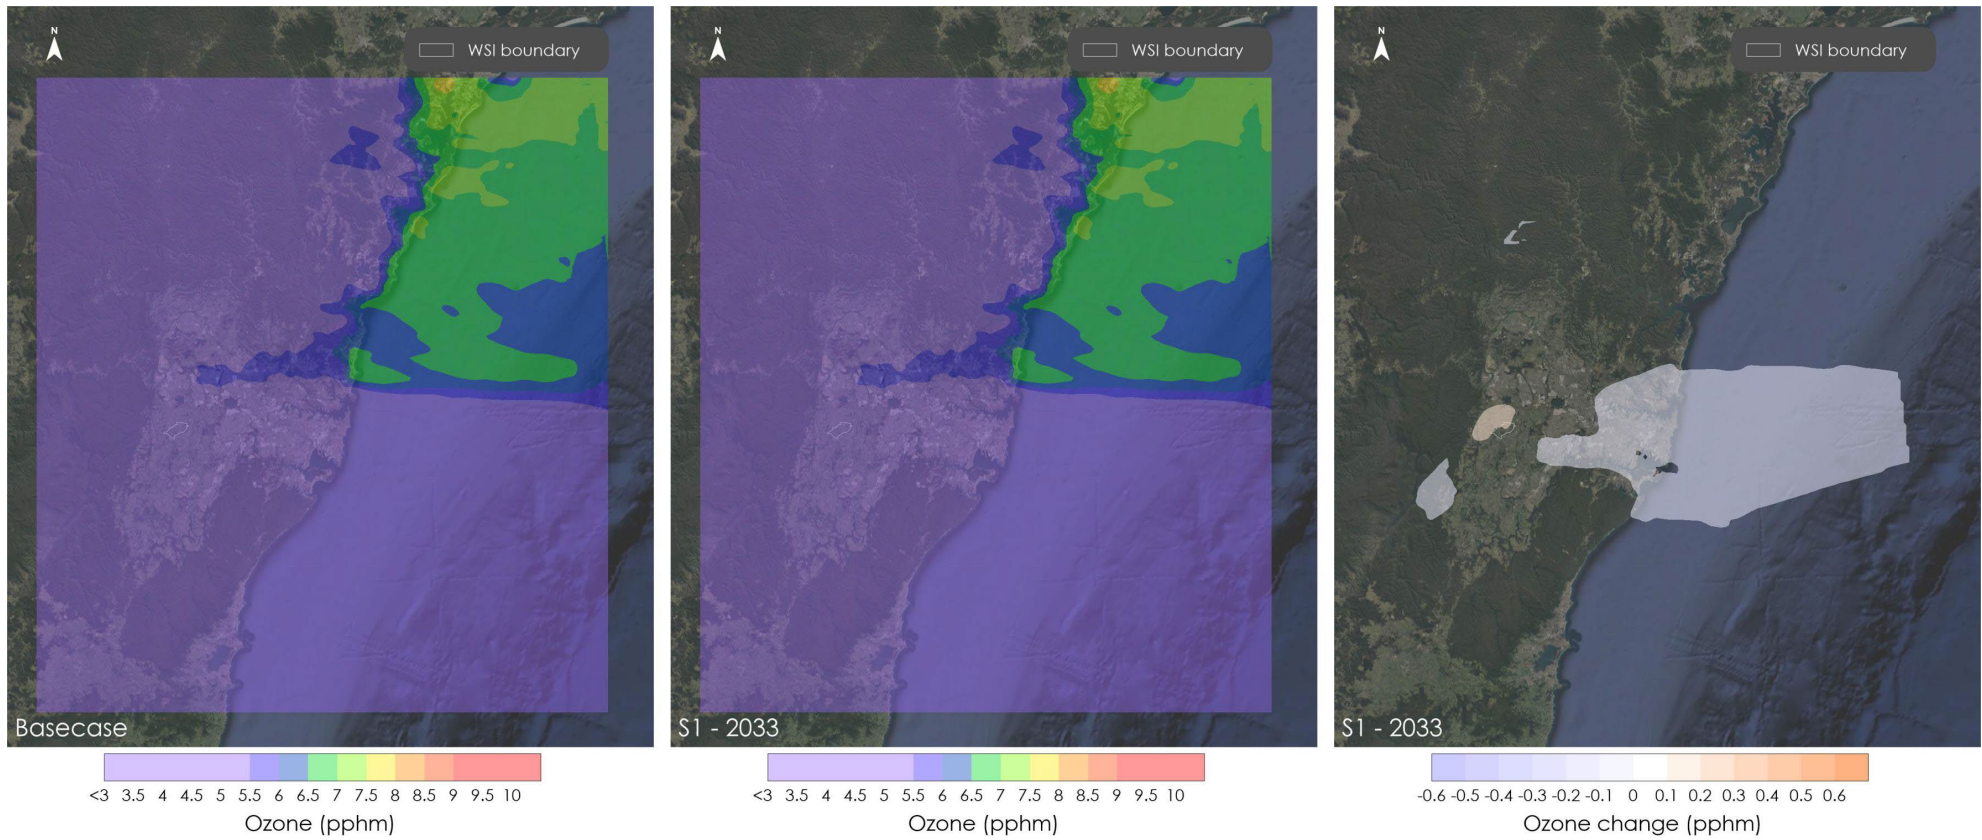 N
WSI boundary
Basecase
<3 3.5 4 4.5 5 5.5 6 6.5 7 7.5 8 8.5 9 9.5 10
Ozone (pphm)
N
WSI boundary
S1 - 2033
<3 3.5 4 4.5 5 5.5 6 6.5 7 7.5 8 8.5 9 9.5 10
Ozone (pphm)
N
WSI boundary
S1 - 2033
-0.6 -0.5 -0.4 -0.3 -0.2 -0.1 0 0.1 0.2 0.3 0.4 0.5 0.6
Ozone change (pphm)